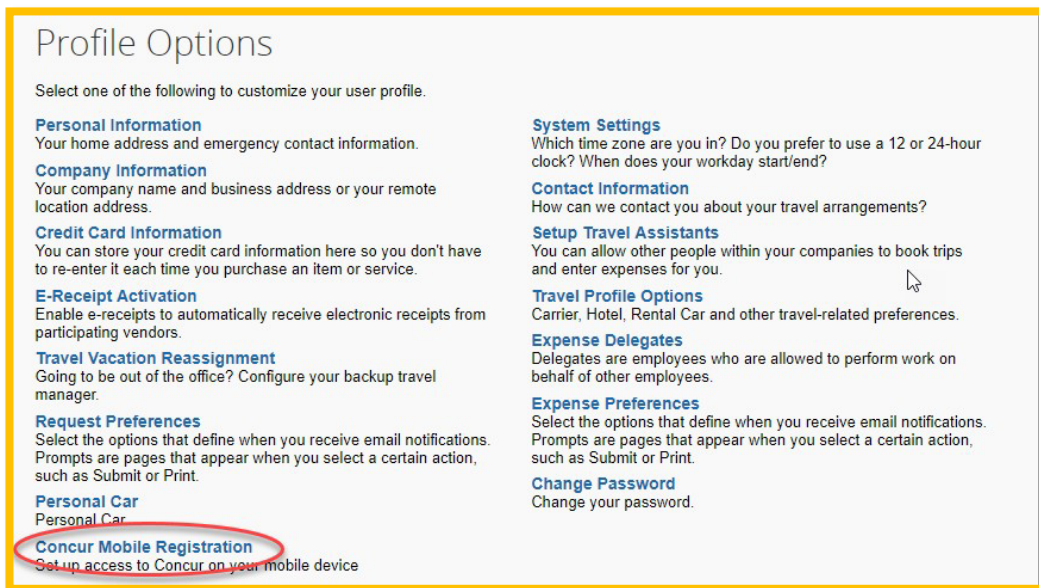 Profile Options
Select one of the following to customize your user profile.
Personal Information
Your home address and emergency contact information.
Company Information
Your company name and business address or your remote
location address.
Credit Card Information
You can store your credit card information here so you don't have
to re-enter it each time you purchase an item or service.
E-Receipt Activation
Enable e-receipts to automatically receive electronic receipts from
participating vendors.
Travel Vacation Reassignment
Going to be out of the office? Configure your backup travel
manager.
Request Preferences
Select the options that define when you receive email notifications.
Prompts are pages that appear when you select a certain action,
such as Submit or Print.
Personal Car
Personal Car
Concur Mobile Registration
Set up access to Concur on your mobile device
System Settings
Which time zone are you in? Do you prefer to use a 12 or 24-hour
clock? When does your workday start/end?
Contact Information
How can we contact you about your travel arrangements?
Setup Travel Assistants
You can allow other people within your companies to book trips
and enter expenses for you.
Travel Profile Options
Carrier, Hotel, Rental Car and other travel-related preferences.
Expense Delegates
Delegates are employees who are allowed to perform work on
behalf of other employees.
Expense Preferences
Select the options that define when you receive email notifications.
Prompts are pages that appear when you select a certain action,
such as Submit or Print.
Change Password
Change your password.